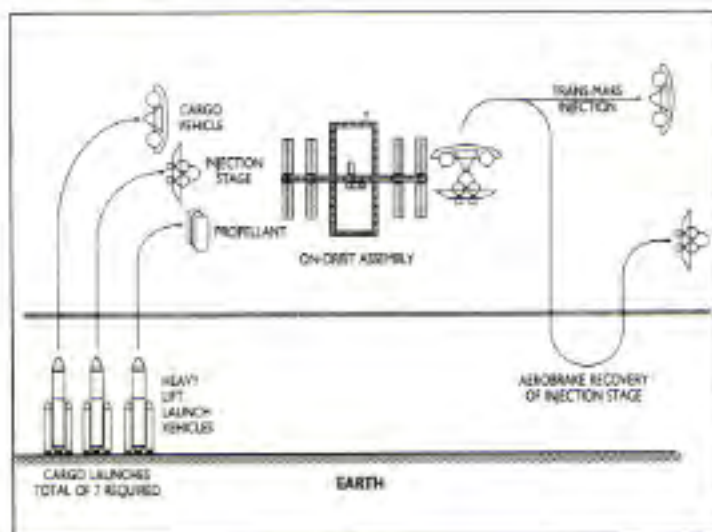 CARGO
VEHICLE
INJECTION
STAGE
PROPELLANT
ON-ORBIT ASSEMBLY
TRANS-MARS
INJECTION
HEAVY
LIFT
LAUNCH
VEHICLES
AEROBRAKE RECOVERY
OF INJECTION STAGE
CARGO LAUNCHES
TOTAL OF 7 REQUIRED
EARTH